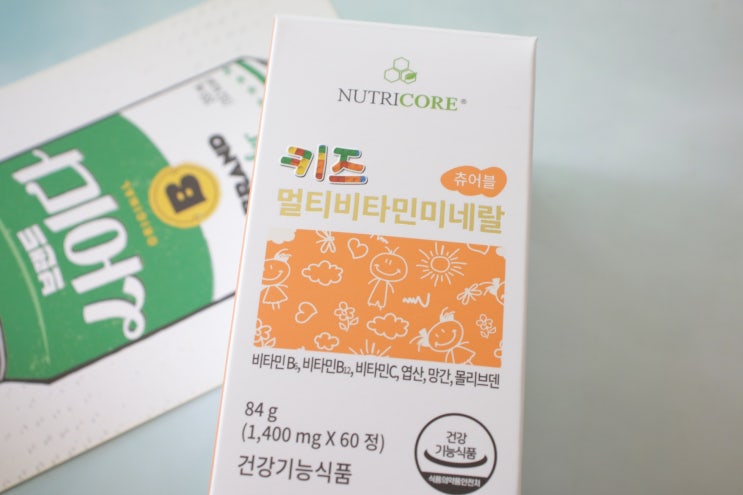 NUTRICORE®
키즈
츄어블
멀티비타민미네랄
비타민 B₆, 비타민B₁₂, 비타민C, 엽산, 망간, 몰리브덴
84 g
(1,400 mg X 60 정)
건강기능식품
건강
기능식품
식품의약품안전처
B
ORIGINAL